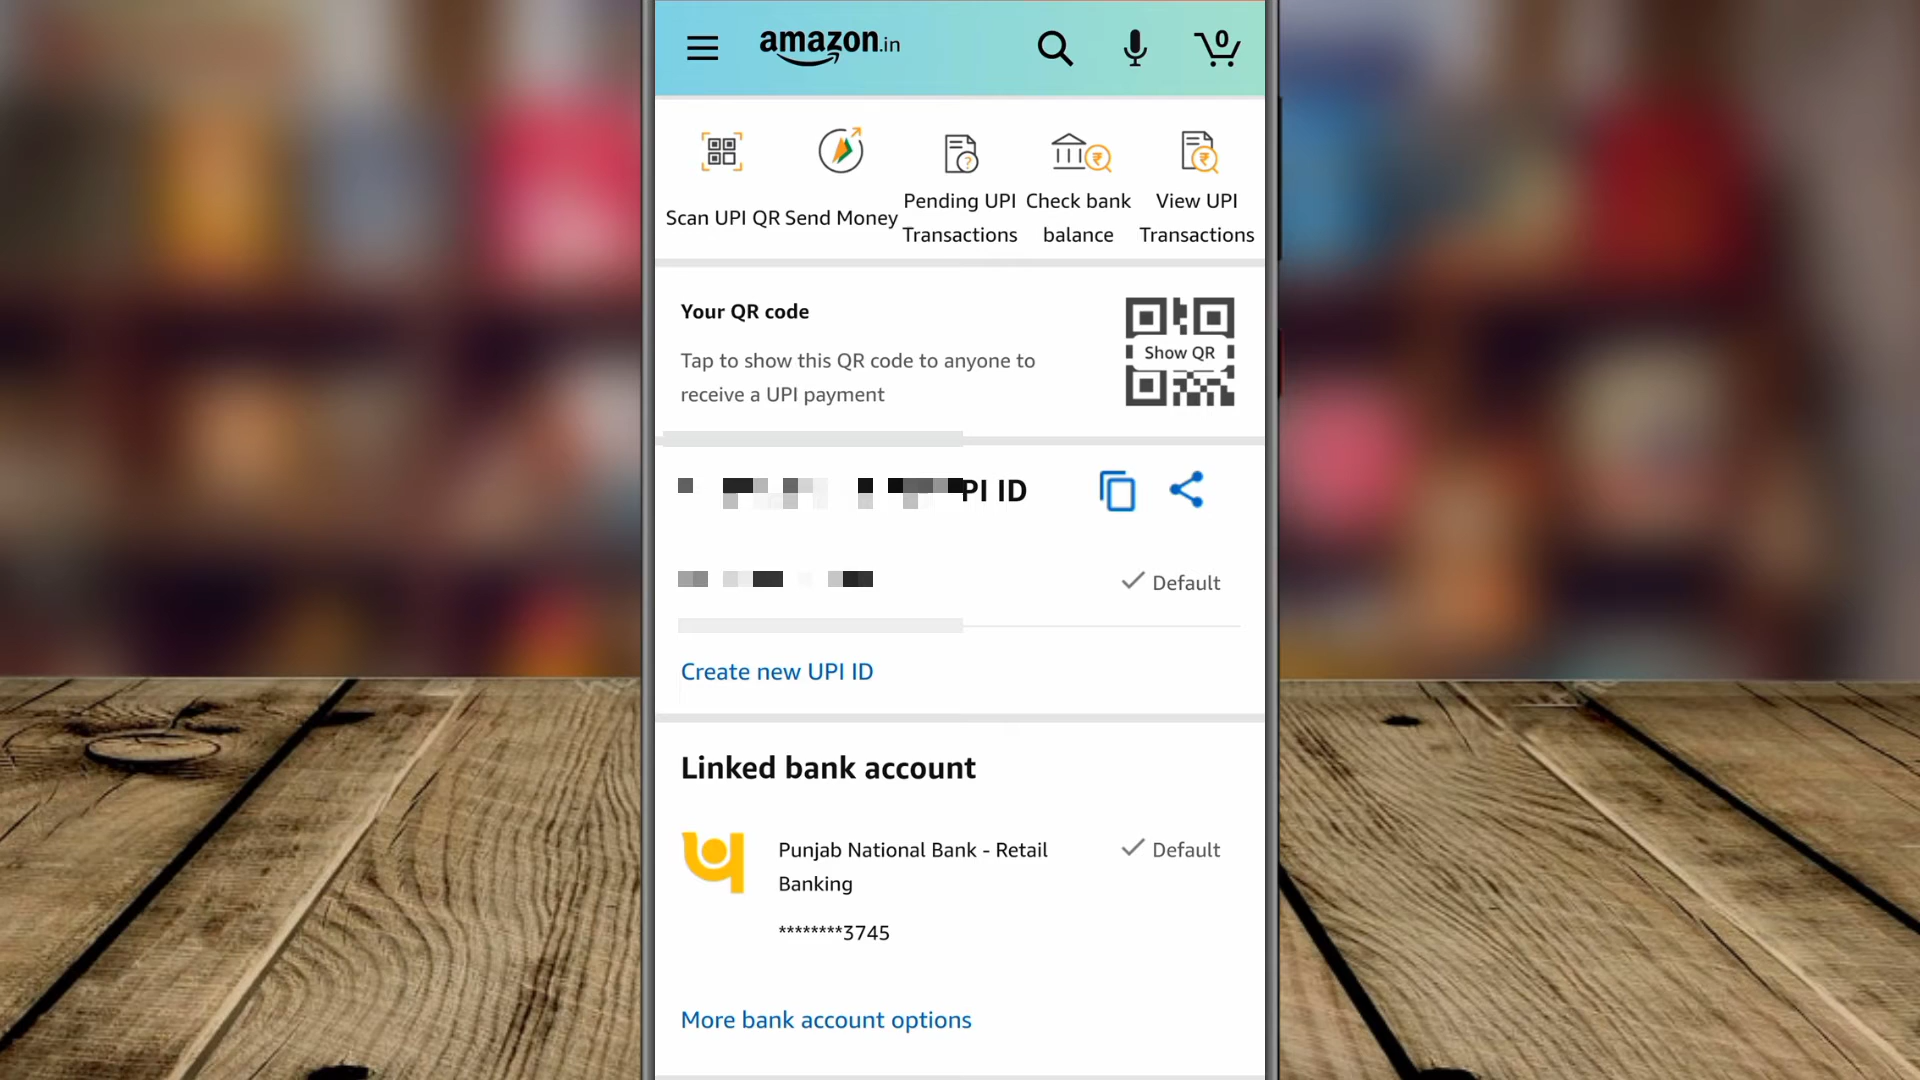 amazon.in
0
Scan UPI QR
Send Money
Pending UPI
Transactions
Check bank
balance
View UPI
Transactions
Your QR code
Tap to show this QR code to anyone to
receive a UPI payment
Show QR
ID
Default
Create new UPI ID
Linked bank account
Punjab National Bank - Retail
Banking
Default
********3745
More bank account options